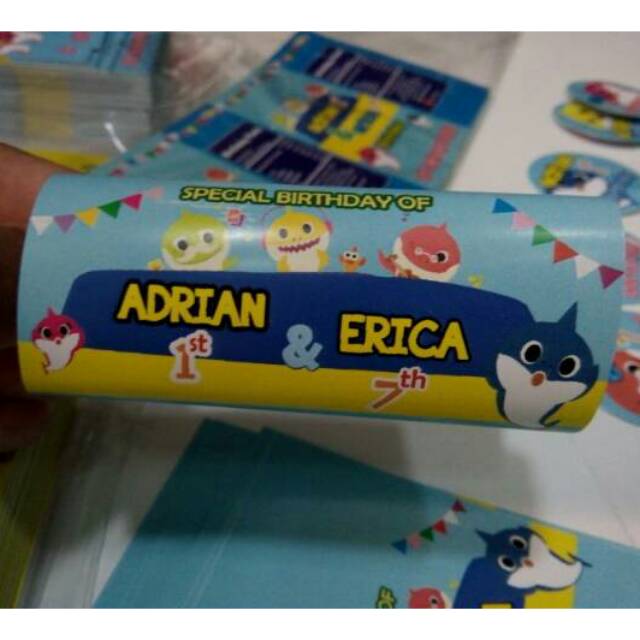 SPECIAL BIRTHDAY OF
ADRIAN & ERICA
1st 7th